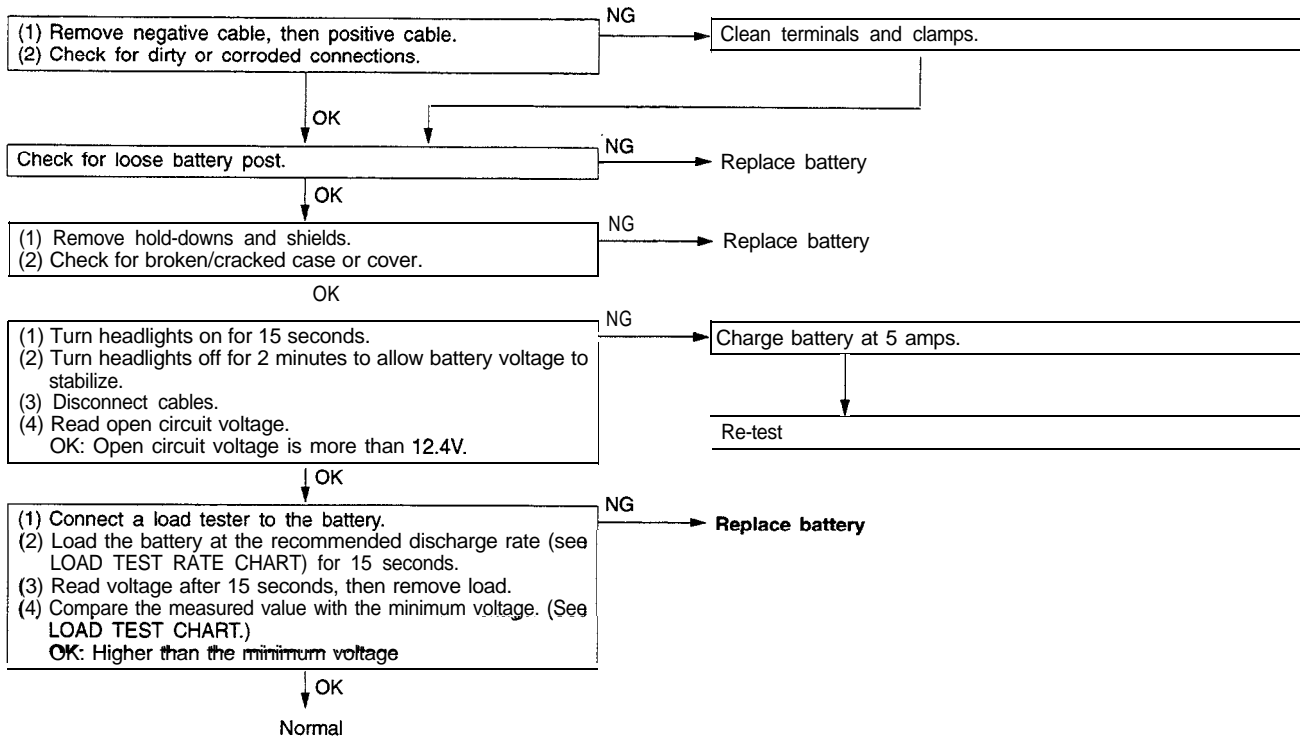 (1) Remove negative cable, then positive cable.
(2) Check for dirty or corroded connections.
NG
Clean terminals and clamps.
OK
Check for loose battery post.
NG
Replace battery
OK
(1) Remove hold-downs and shields.
(2) Check for broken/cracked case or cover.
NG
Replace battery
OK
(1) Turn headlights on for 15 seconds.
(2) Turn headlights off for 2 minutes to allow battery voltage to
stabilize.
(3) Disconnect cables.
(4) Read open circuit voltage.
OK: Open circuit voltage is more than 12.4V.
NG
Charge battery at 5 amps.
Re-test
OK
(1) Connect a load tester to the battery.
(2) Load the battery at the recommended discharge rate (see
LOAD TEST RATE CHART) for 15 seconds.
(3) Read voltage after 15 seconds, then remove load.
(4) Compare the measured value with the minimum voltage. (See
LOAD TEST CHART.)
OK: Higher than the minimum voltage
NG
Replace battery
OK
Normal